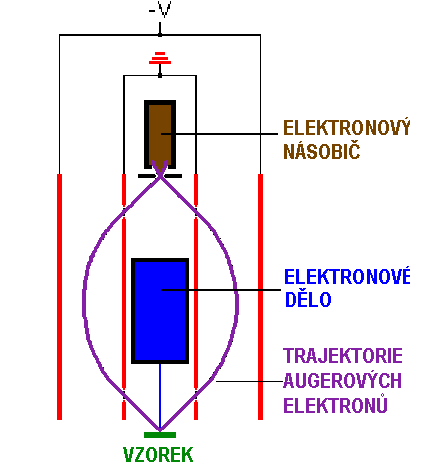 -V
ELEKTRONOVÝ
NÁSOBIČ
ELEKTRONOVÉ
DĚLO
TRAJEKTORIE
AUGEROVÝCH
ELEKTRONŮ
VZOREK